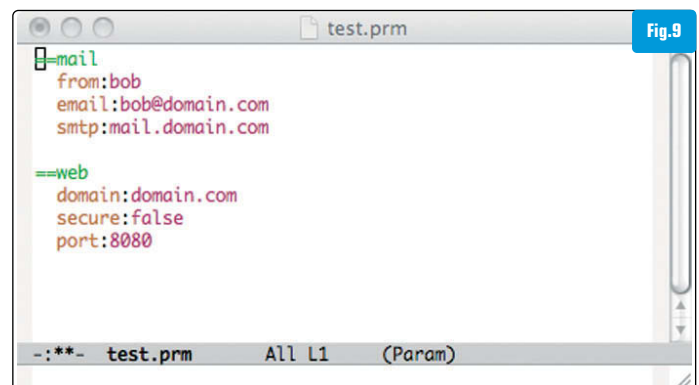 test.prm
Fig.9
==mail
  from:bob
  email:bob@domain.com
  smtp:mail.domain.com
==web
  domain:domain.com
  secure:false
  port:8080
-:**-  test.prm       All L1     (Param)